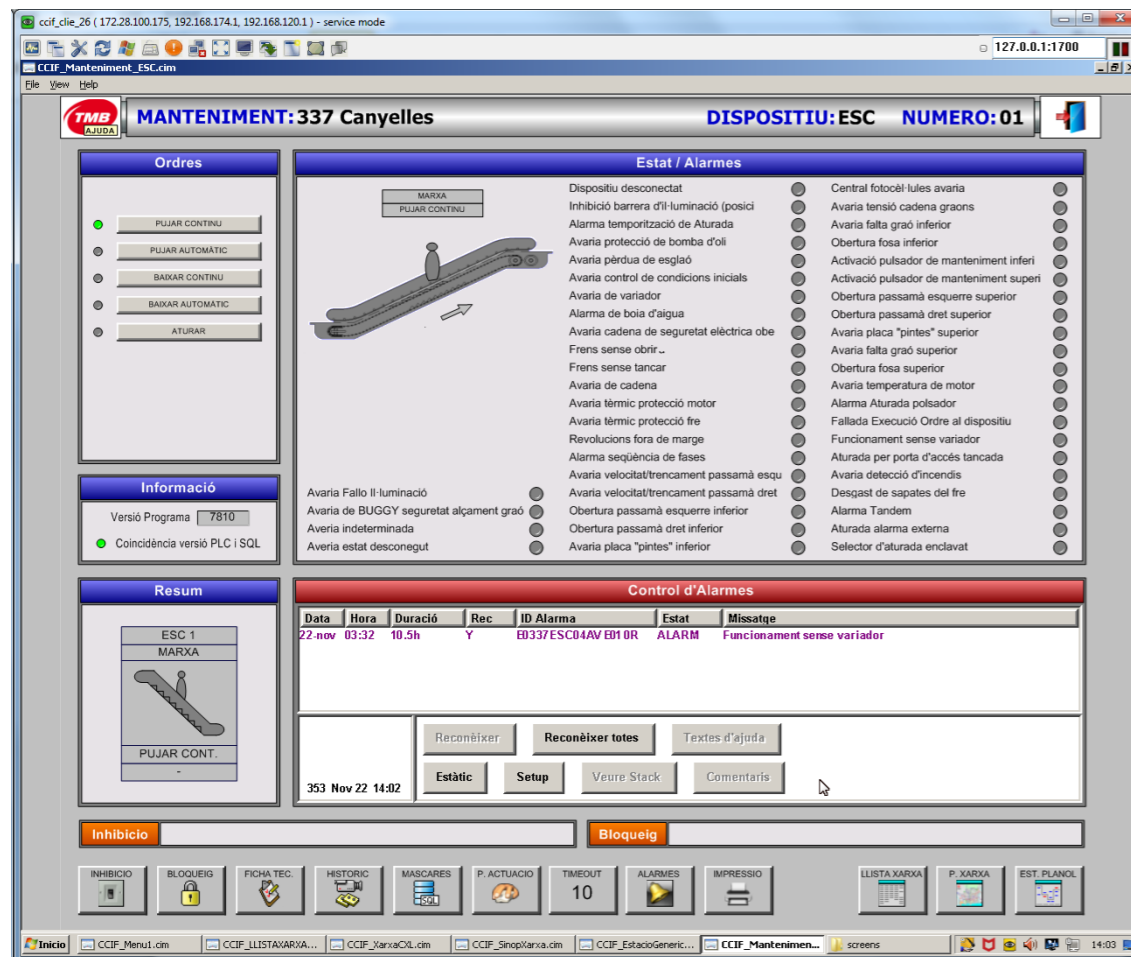 ccif_clie_26 ( 172.28.100.175, 192.168.174.1, 192.168.120.1 ) - service mode
127.0.0.1:1700
CCIF_Manteniment_ESC.cim
File View Help
TMB
AJUDA
MANTENIMENT: 337 Canyelles
DISPOSITIU: ESC NUMERO: 01
Ordres
PUJAR CONTINU
PUJAR AUTOMÀTIC
BAIXAR CONTINU
BAIXAR AUTOMÀTIC
ATURAR
Informació
Versió Programa 7810
Coincidència versió PLC i SQL
Estat / Alarmes
MARXA
PUJAR CONTINU
Avaria Fallo Il·luminació
Avaria de BUGGY seguretat alçament graó
Averia indeterminada
Averia estat desconegut
Dispositiu desconectat
Inhibició barrera d'il·luminació (posici
Alarma temporització de Aturada
Avaria protecció de bomba d'oli
Avaria pèrdua de esglaó
Avaria control de condicions inicials
Avaria de variador
Alarma de boia d'aigua
Avaria cadena de seguretat elèctrica obe
Frens sense obrir..
Frens sense tancar
Avaria de cadena
Avaria tèrmic protecció motor
Avaria tèrmic protecció fre
Revolucions fora de marge
Alarma seqüència de fases
Avaria velocitat/trencament passamà esqu
Avaria velocitat/trencament passamà dret
Obertura passamà esquerre inferior
Obertura passamà dret inferior
Avaria placa "pintes" inferior
Central fotocèl·lules avaria
Avaria tensió cadena graons
Avaria falta graó inferior
Obertura fosa inferior
Activació pulsador de manteniment inferi
Activació pulsador de manteniment superi
Obertura passamà esquerre superior
Obertura passamà dret superior
Avaria placa "pintes" superior
Avaria falta graó superior
Obertura fosa superior
Avaria temperatura de motor
Alarma Aturada polsador
Fallada Execució Ordre al dispositiu
Funcionament sense variador
Aturada per porta d'accés tancada
Avaria detecció d'incendis
Desgast de sapates del fre
Alarma Tandem
Aturada alarma externa
Selector d'aturada enclavat
Resum
ESC 1
MARXA
PUJAR CONT.
-
Control d'Alarmes
Data Hora Duració Rec ID Alarma Estat Missatge
22-nov 03:32 10.5h Y E0337ESC04AVE010R ALARM Funcionament sense variador
Reconèixer Reconèixer totes Textes d'ajuda
Estàtic Setup Veure Stack Comentaris
353 Nov 22 14:02
Inhibicio
Bloqueig
INHIBICIO BLOQUEIG FICHA TEC. HISTORIC MASCARES P. ACTUACIO TIMEOUT ALARMES IMPRESSIO LLISTA XARXA P. XARXA EST. PLANOL
SQL
10
Inicio CCIF_Menu1.cim CCIF_LLISTAXARXA... CCIF_XarxaCXL.cim CCIF_SinopXarxa.cim CCIF_EstacioGeneric... CCIF_Mantenimen... screens 14:03